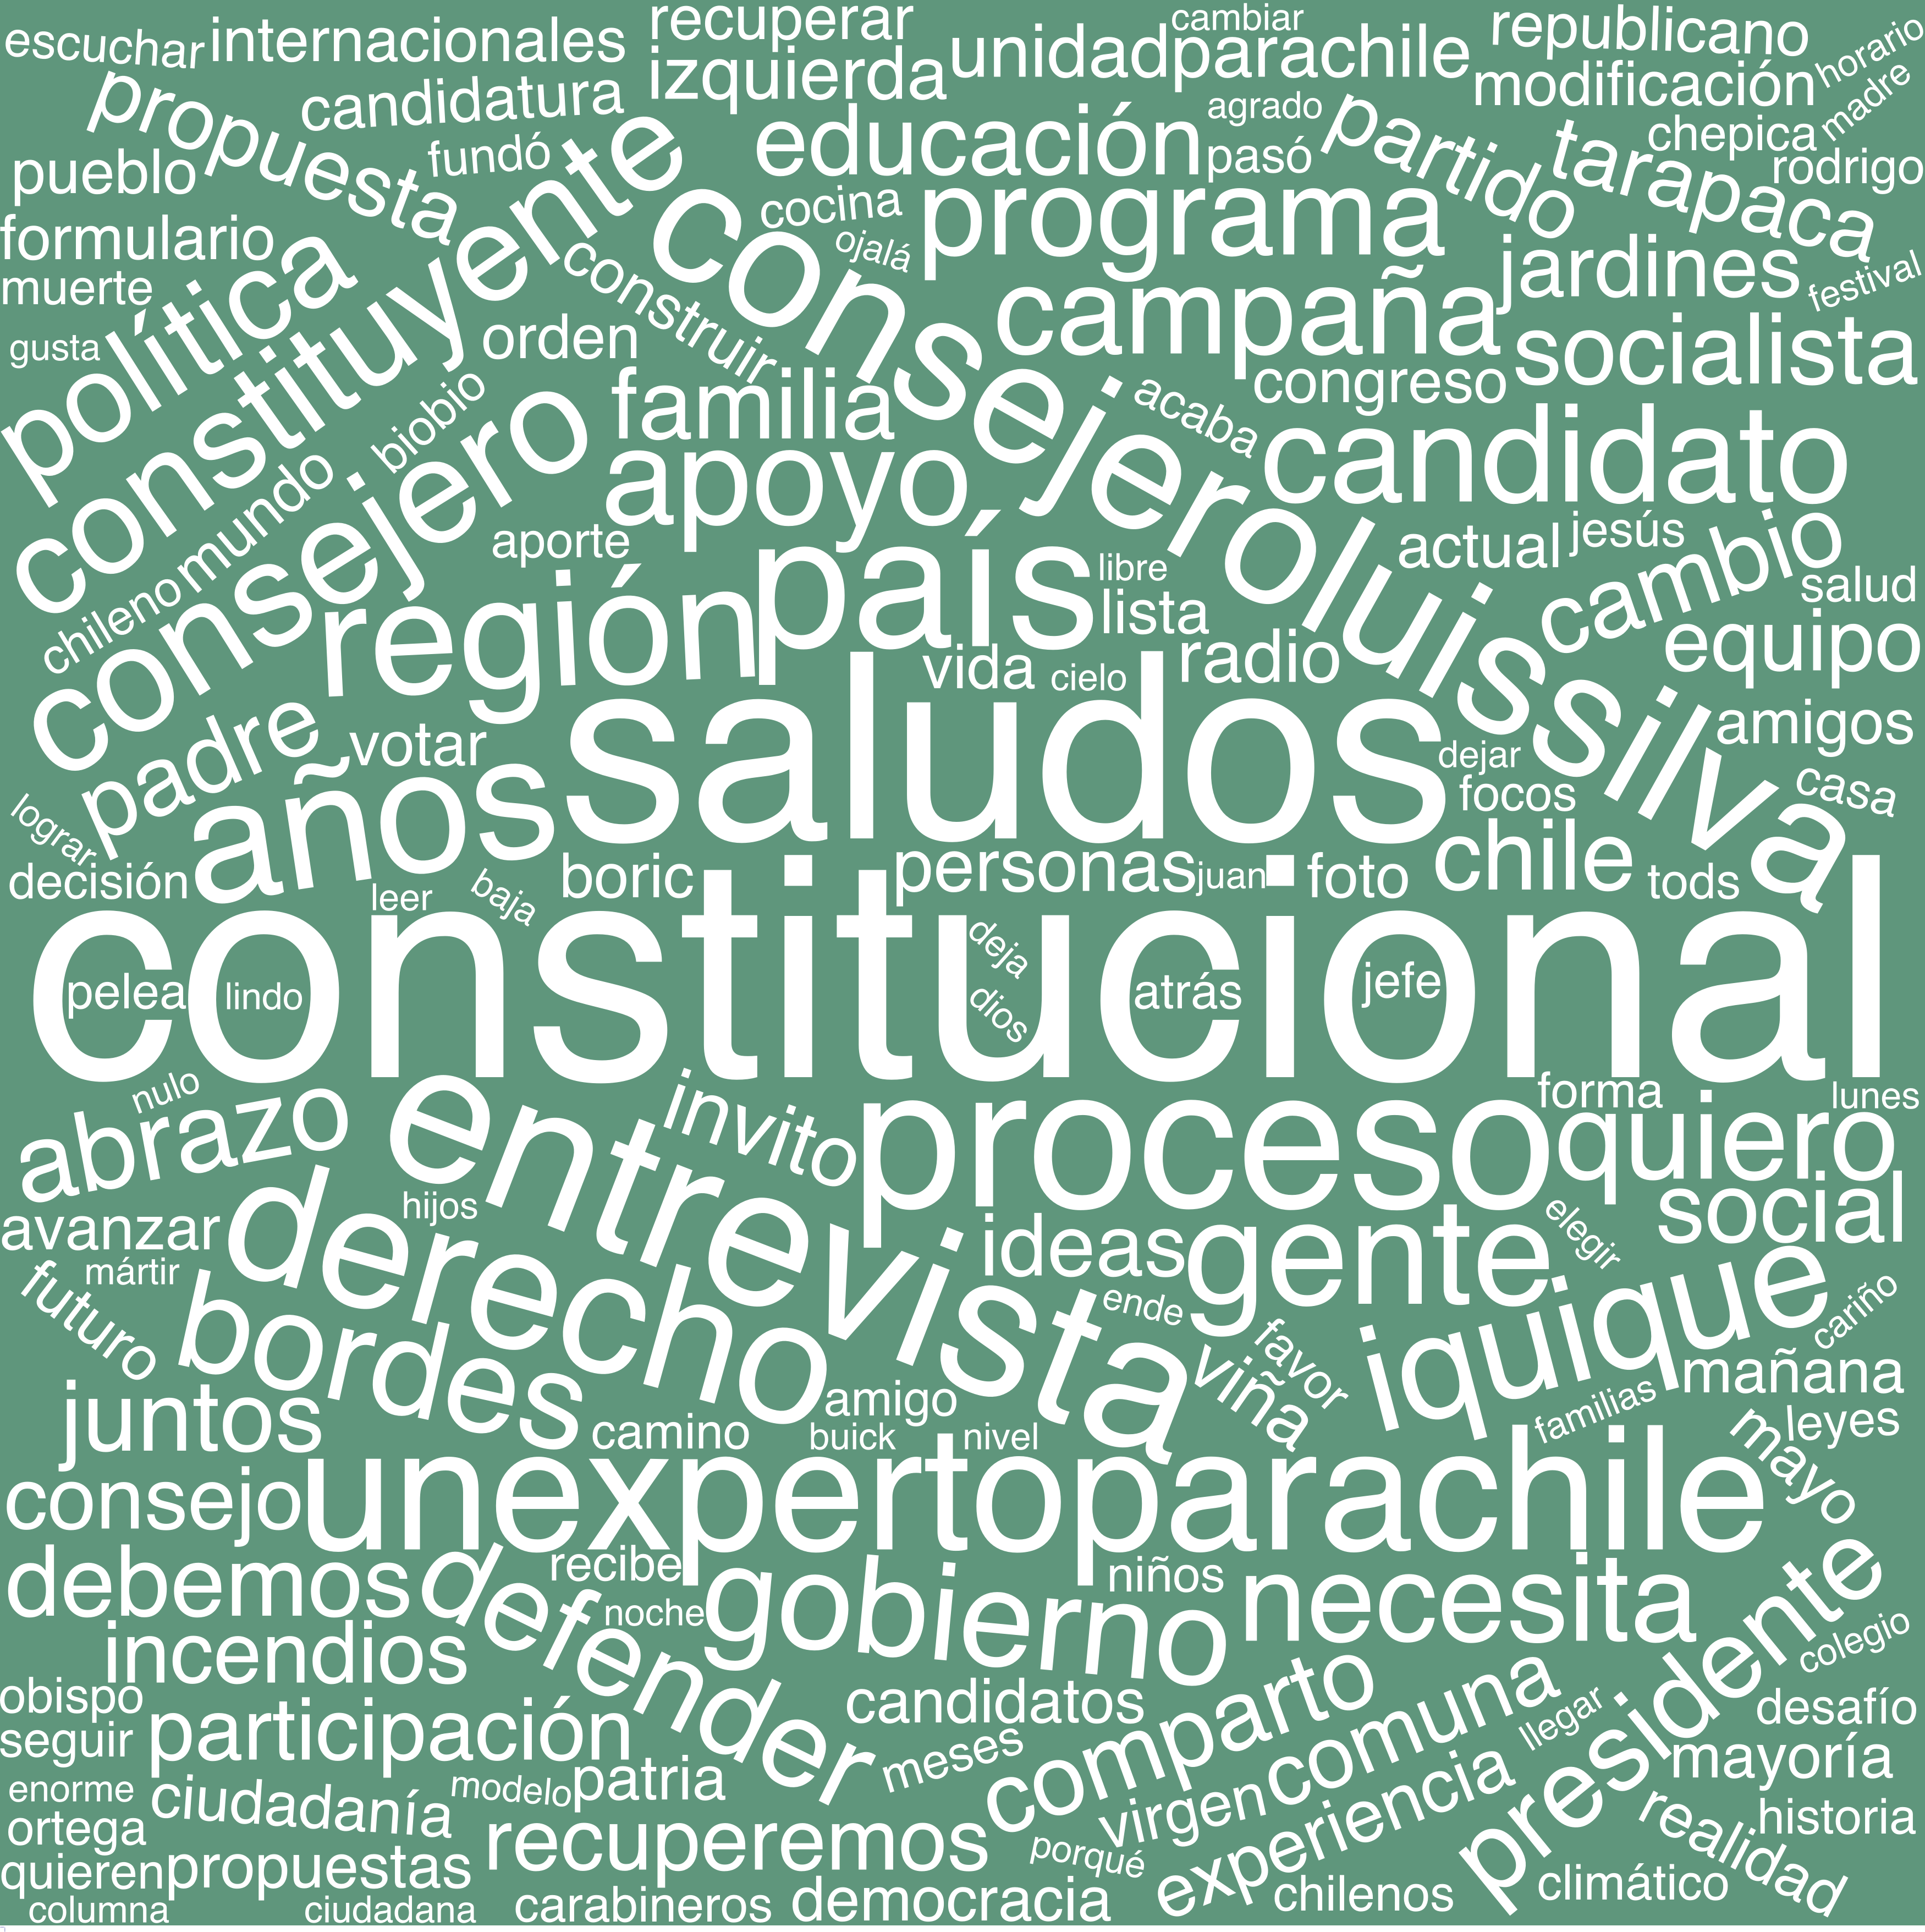 escuchar
internacionales
recuperar
cambiar
republicano
horario
izquierda
unidadparachile
modificación
madre
propuesta
candidatura
agrado
partido
tarapaca
chepica
pueblo
fundó
educación
pasó
rodrigo
constituyente
consejeroluissilva
cocina
programa
formulario
política
construir
ojalá
jardines
festival
muerte
campaña
gusta
orden
socialista
biobio
familia
acaba
congreso
consejero
candidato
mundo
apoyo
chileno
aporte
país
libre
actual
jesús
cambio
salud
región
lista
equipo
padre
vida
cielo
radio
votar
saludos
amigos
años
dejar
casa
lograr
focos
decisión
leer
baja
boric
personas
juan
foto
chile
tods
constitucional
pelea
lindo
deja
dios
atrás
jefe
nulo
abrazo
entrevista
invito
proceso
forma
lunes
quiero
avanzar
derecho
hijos
ideas
gente
elegir
social
mártir
futuro
bordes
ende
iquique
cariño
juntos
viña
favor
mañana
amigo
familias
camino
buick
nivel
mayo
leyes
consejo
unexpertoparachile
debemos
defender
recibe
niños
necesita
noche
gobierno
presidente
incendios
colegio
obispo
candidatos
comparto
comuna
llegar
desafío
seguir
participación
meses
mayoría
enorme
ciudadanía
modelo
patria
virgen
experiencia
realidad
historia
ortega
recuperemos
porqué
quieren
propuestas
chilenos
climático
columna
ciudadana
carabineros
democracia